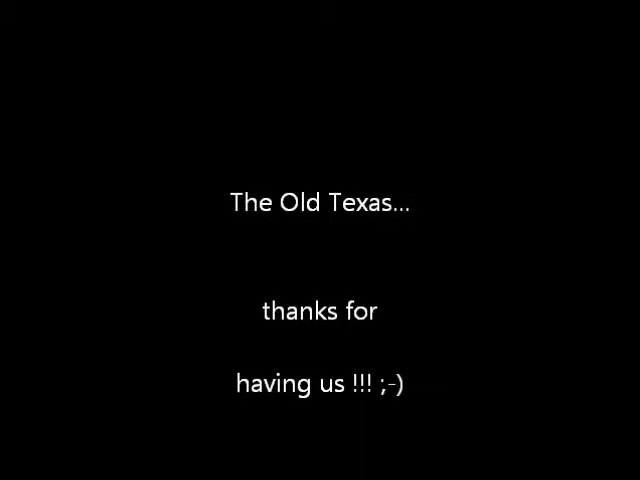 The Old Texas...
thanks for
having us !!! ;-)